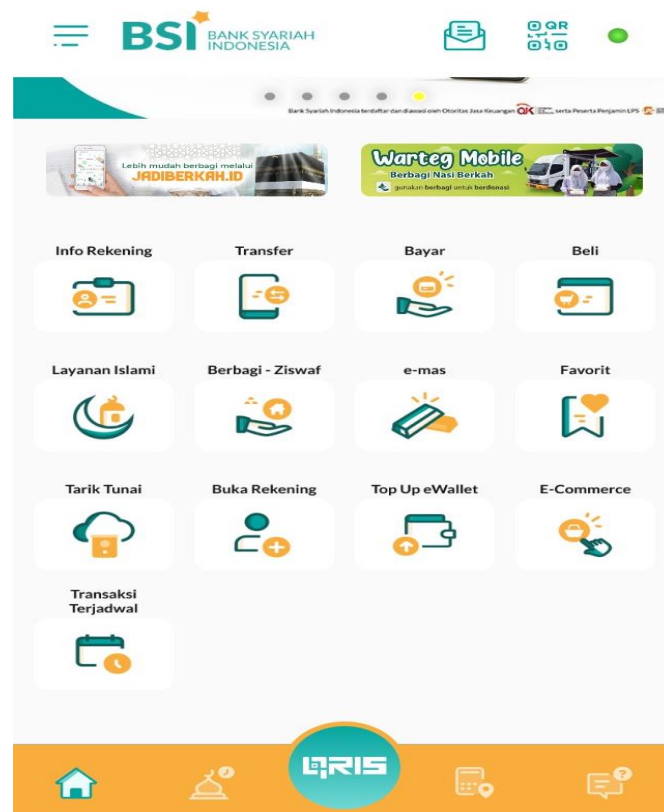 BSI BANK SYARIAH
INDONESIA
QR
Bank Syariah Indonesia terdaftar dan diawasi oleh Otoritas Jasa Keuangan
serta Peserta Penjamin LPS
Lebih mudah berbagi melalui
JADIBERKAH.ID
Warteg Mobile
Berbagi Nasi Berkah
gunakan berbagi untuk berdonasi
Info Rekening Transfer Bayar Beli
Layanan Islami Berbagi - Ziswaf e-mas Favorit
Tarik Tunai Buka Rekening Top Up eWallet E-Commerce
Transaksi
Terjadwal
QRIS